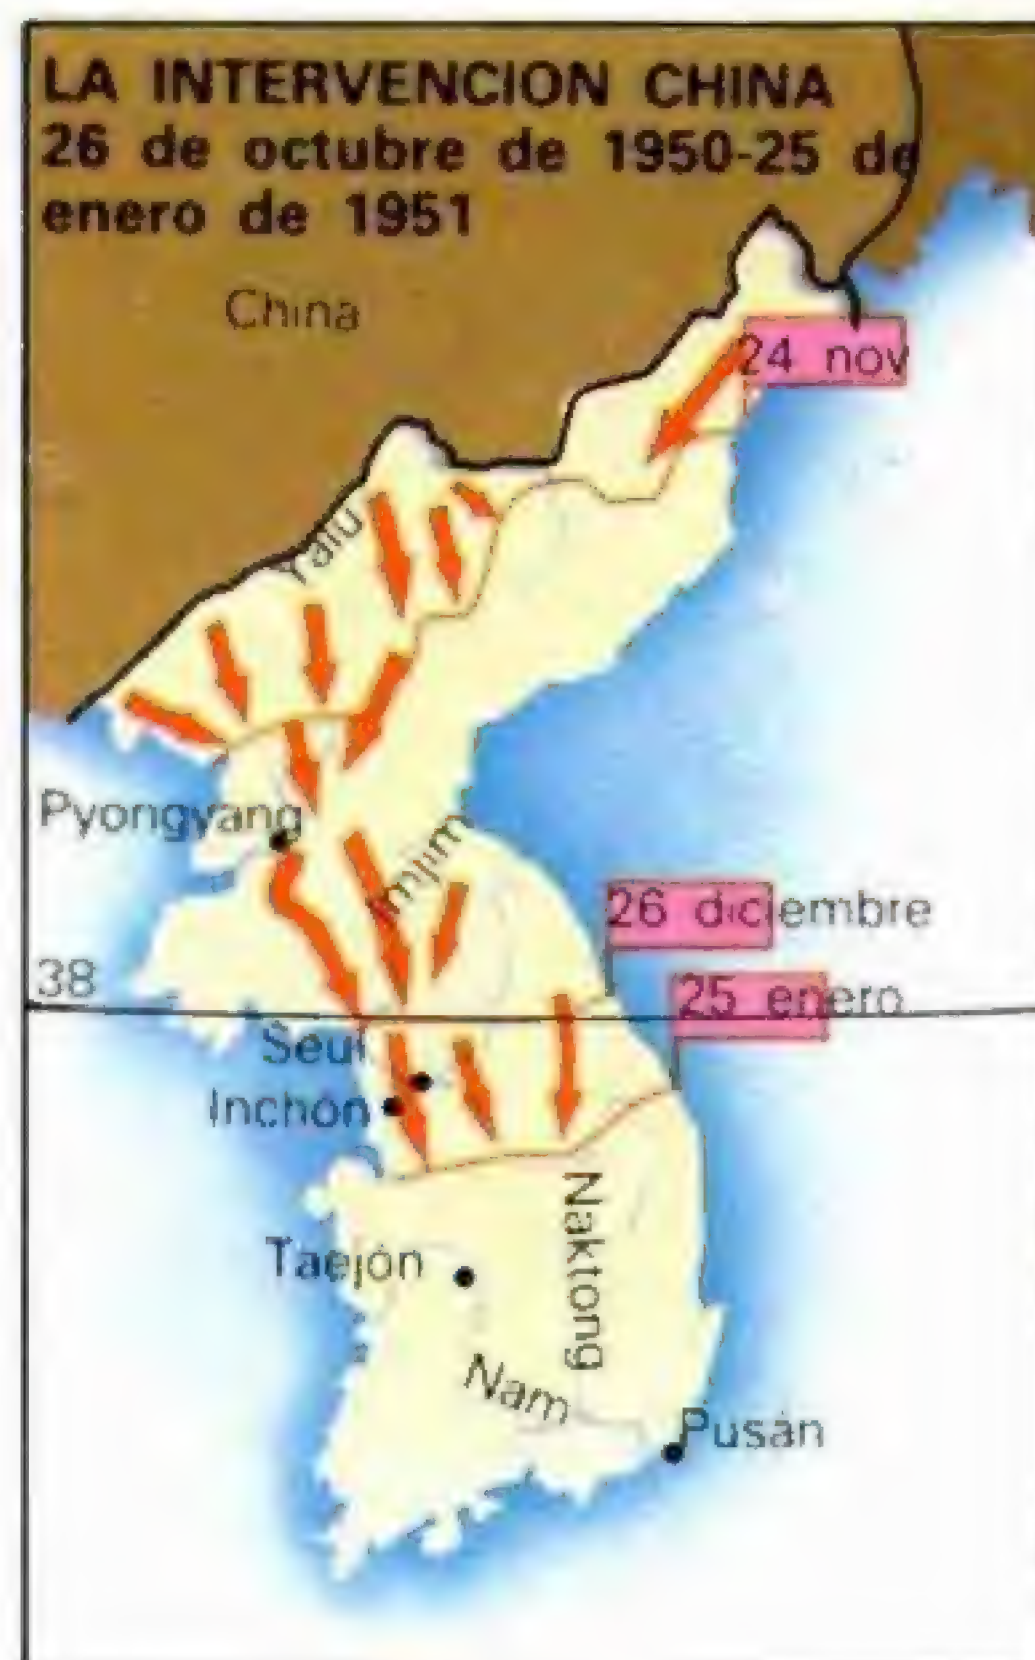 LA INTERVENCION CHINA
26 de octubre de 1950-25 de
enero de 1951
China
24 nov
Yalu
Pyongyang
Imjim
26 diciembre
38
25 enero
Seul
Inchón
Naktong
Taejón
Nam
Pusán